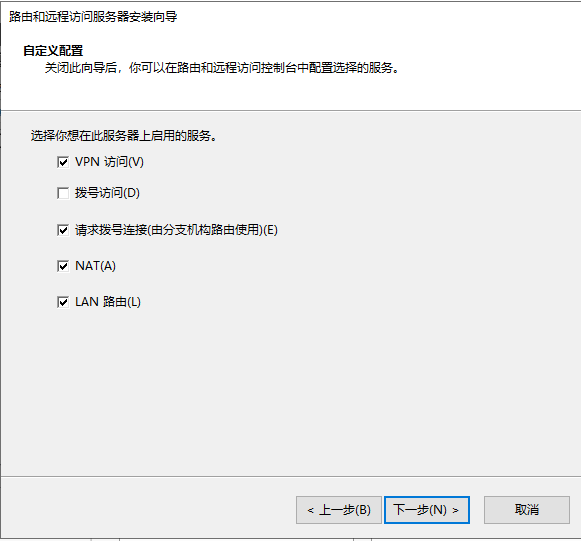 路由和远程访问服务器安装向导
自定义配置
关闭此向导后，你可以在路由和远程访问控制台中配置选择的服务。
选择你想在此服务器上启用的服务。
VPN 访问(V)
拨号访问(D)
请求拨号连接(由分支机构路由使用)(E)
NAT(A)
LAN 路由(L)
< 上一步(B) 下一步(N) > 取消